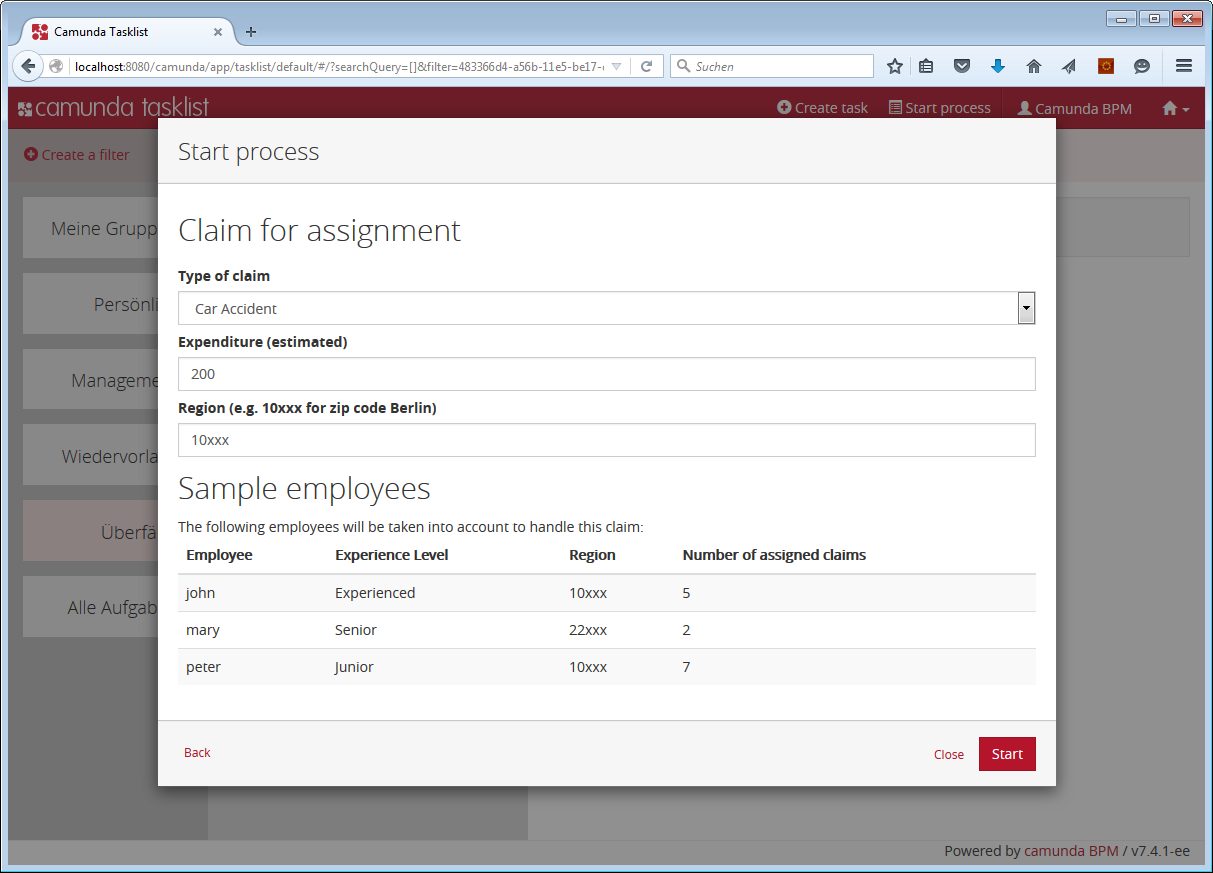 Camunda Tasklist
localhost:8080/camunda/app/tasklist/default/#/?searchQuery=[]&filter=483366d4-a56b-11e5-be17-
Suchen
camunda tasklist
Create task
Start process
Camunda BPM
Create a filter
Start process
Meine Grupp
Persönli
Manageme
Wiedervorla
Überfä
Alle Aufgab
Claim for assignment
Type of claim
Car Accident
Expenditure (estimated)
200
Region (e.g. 10xxx for zip code Berlin)
10xxx
Sample employees
The following employees will be taken into account to handle this claim:
Employee Experience Level Region Number of assigned claims
john Experienced 10xxx 5
mary Senior 22xxx 2
peter Junior 10xxx 7
Back
Close
Start
Powered by camunda BPM / v7.4.1-ee